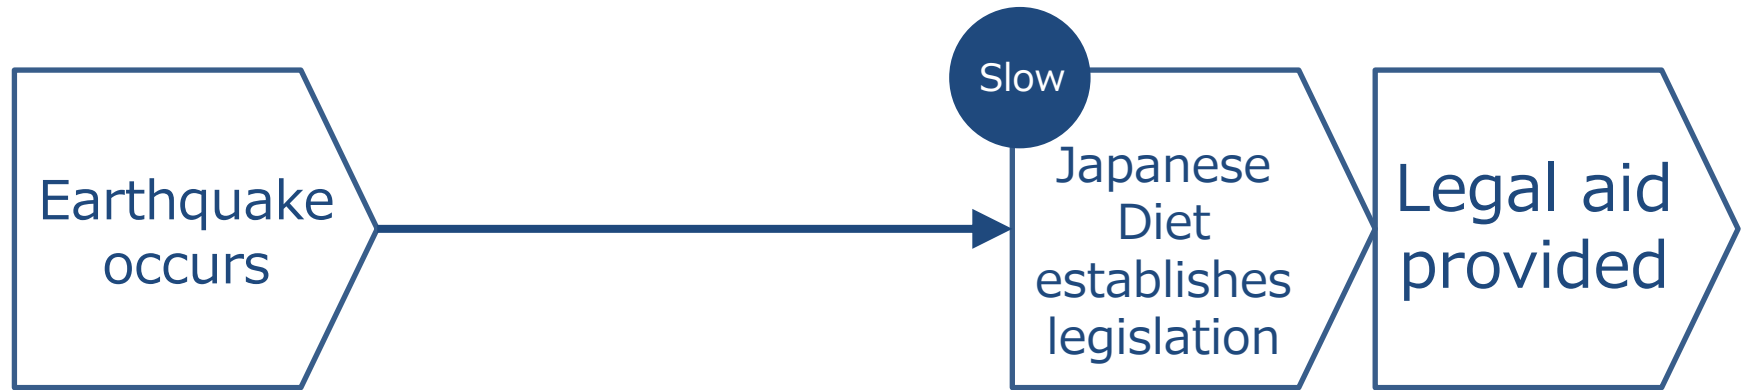 Earthquake
occurs
Slow
Japanese
Diet
establishes
legislation
Legal aid
provided